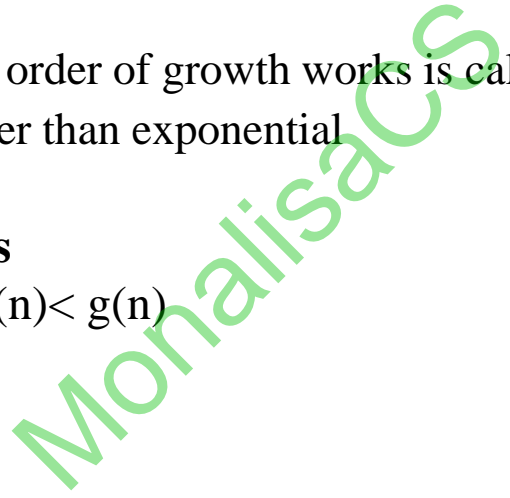 order of growth works is cal
er than exponential
s
(n)< g(n)
MonalisaCS